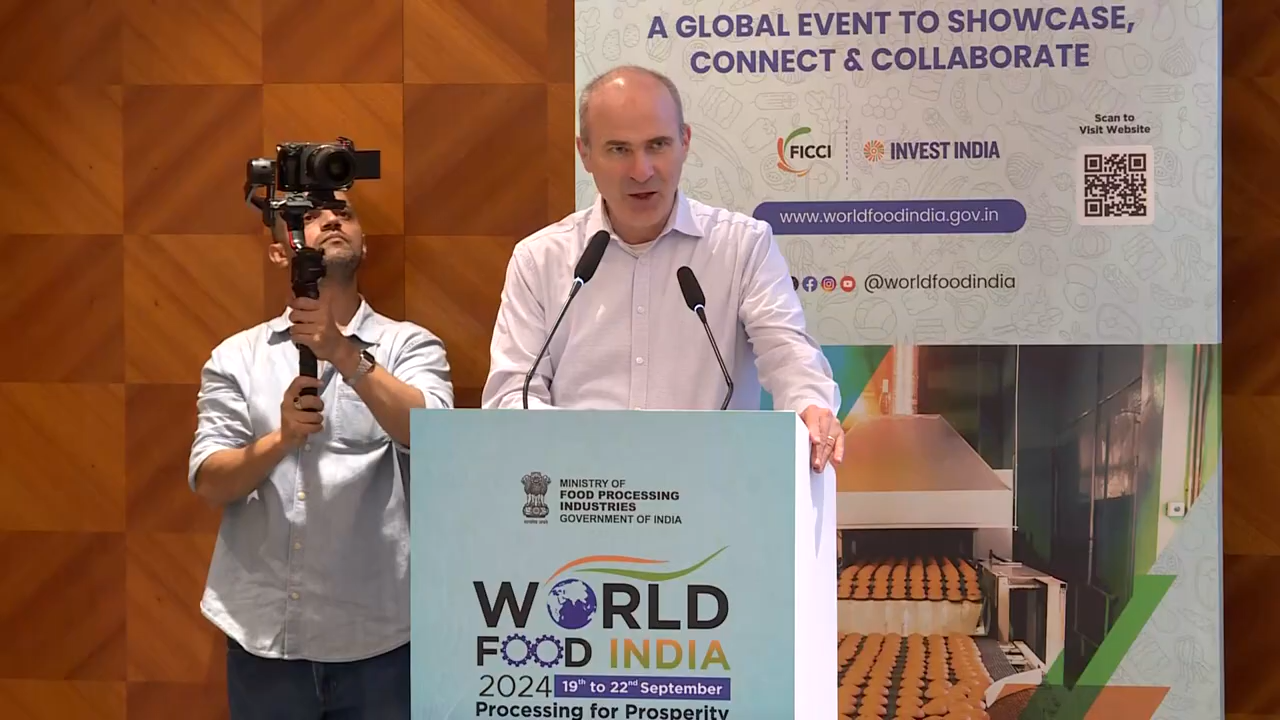 A GLOBAL EVENT TO SHOWCASE,
CONNECT & COLLABORATE
FICCI
INVEST INDIA
Scan to
Visit Website
www.worldfoodindia.gov.in
@worldfoodindia
MINISTRY OF
FOOD PROCESSING
INDUSTRIES
GOVERNMENT OF INDIA
WORLD
FOOD INDIA
2024 19th to 22nd September
Processing for Prosperity